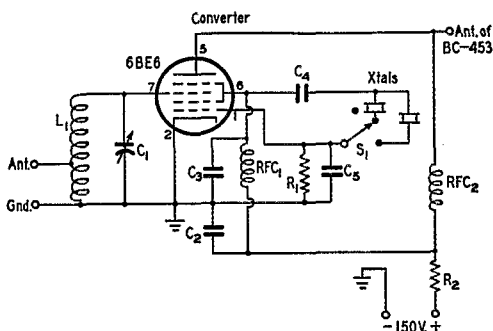 Converter
5
6BE6
7
6
1
2
L₁
C₁
Ant.
Gnd.
C₃
C₂
RFC₁
R₁
C₄
C₅
S₁
Xtals
Ant. of
BC-453
RFC₂
R₂
–150V.+